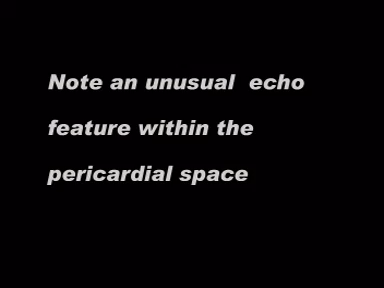 Note an unusual echo
feature within the
pericardial space